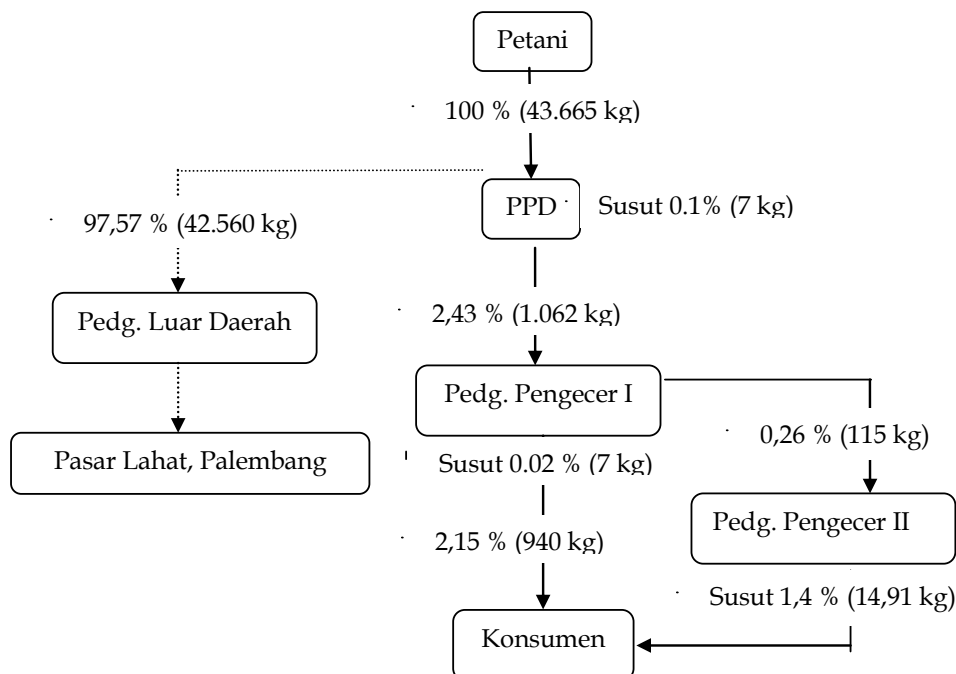 Petani
100 % (43.665 kg)
PPD
Susut 0.1% (7 kg)
97,57 % (42.560 kg)
Pedg. Luar Daerah
2,43 % (1.062 kg)
Pedg. Pengecer I
0,26 % (115 kg)
Pasar Lahat, Palembang
Susut 0.02 % (7 kg)
Pedg. Pengecer II
2,15 % (940 kg)
Susut 1,4 % (14,91 kg)
Konsumen